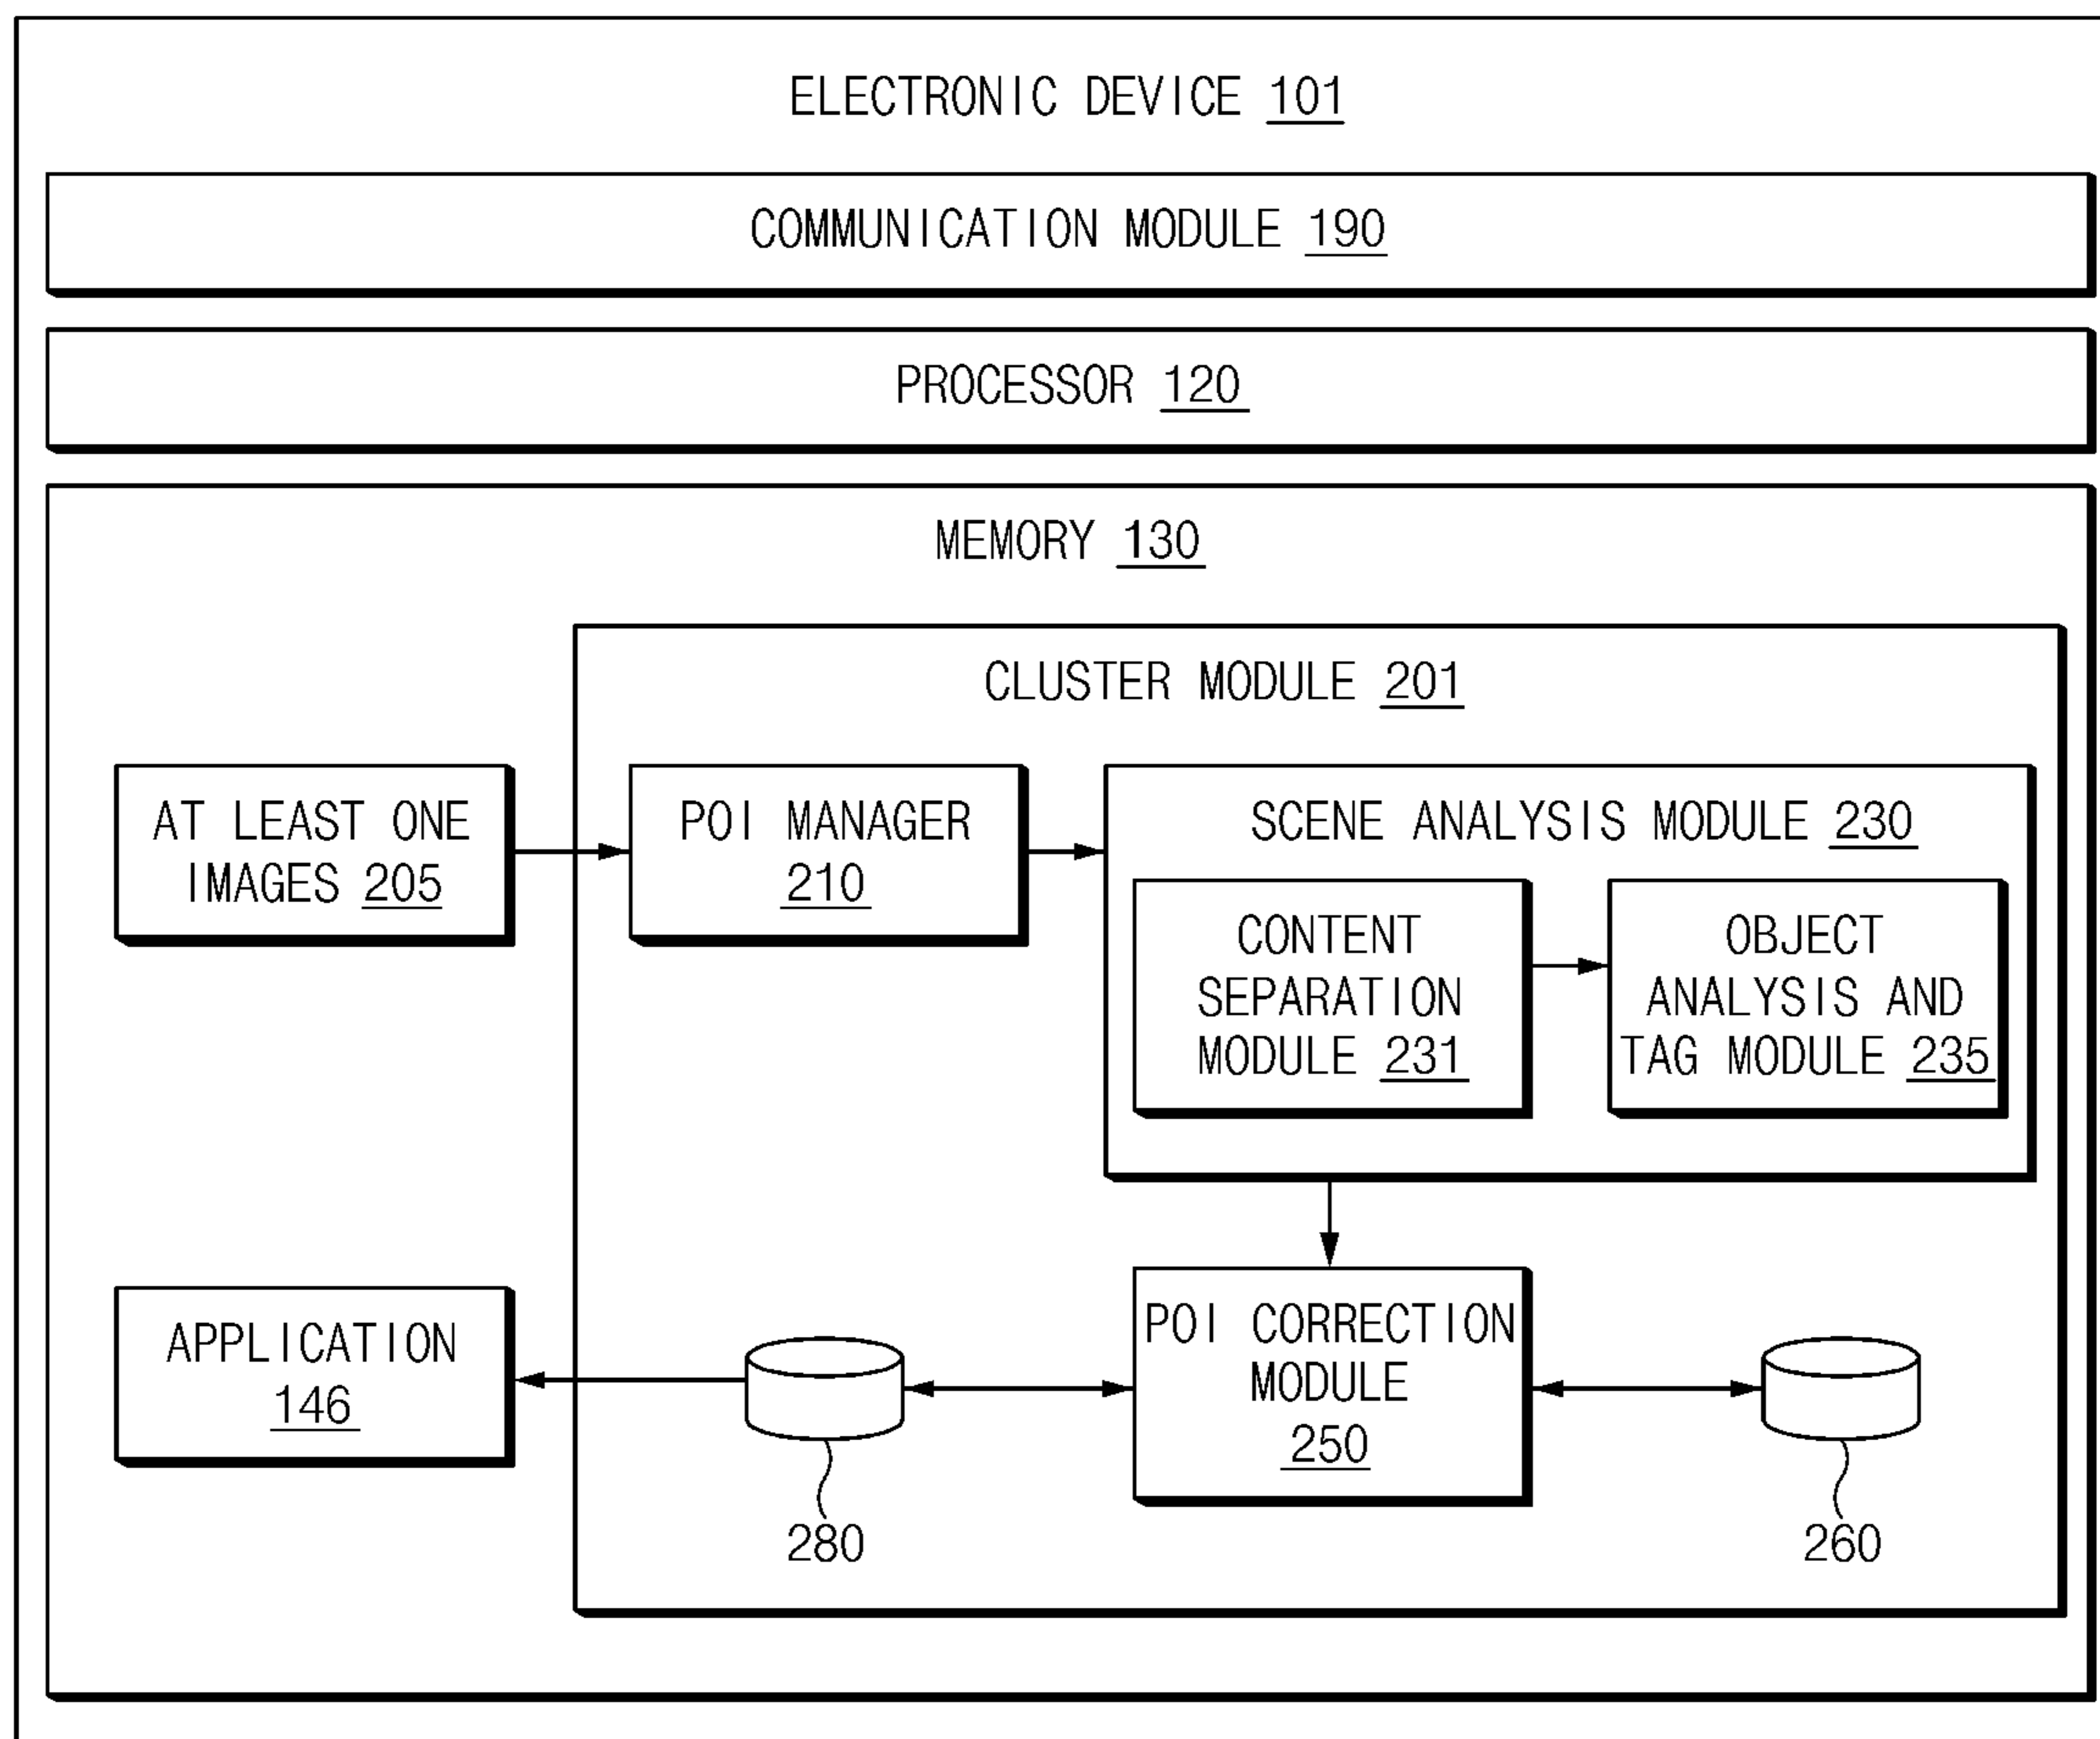 ELECTRONIC DEVICE 101
COMMUNICATION MODULE 190
PROCESSOR 120
MEMORY 130
CLUSTER MODULE 201
AT LEAST ONE
IMAGES 205
POI MANAGER
210
SCENE ANALYSIS MODULE 230
CONTENT
SEPARATION
MODULE 231
OBJECT
ANALYSIS AND
TAG MODULE 235
APPLICATION
146
280
POI CORRECTION
MODULE
250
260